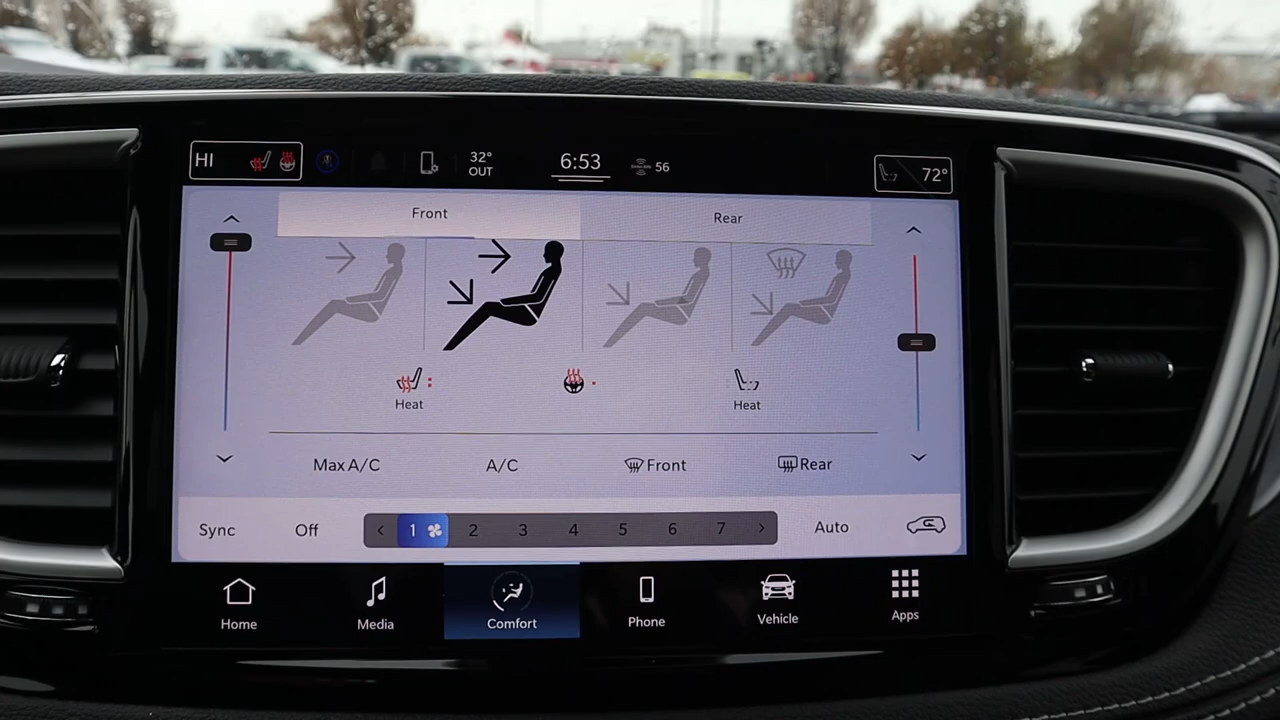 HI
32°
OUT
6:53
SIRIUSXM 56
72°
Front Rear
Heat
Heat
Max A/C A/C Front Rear
Sync Off < 1 2 3 4 5 6 7 > Auto
Home Media Comfort Phone Vehicle Apps